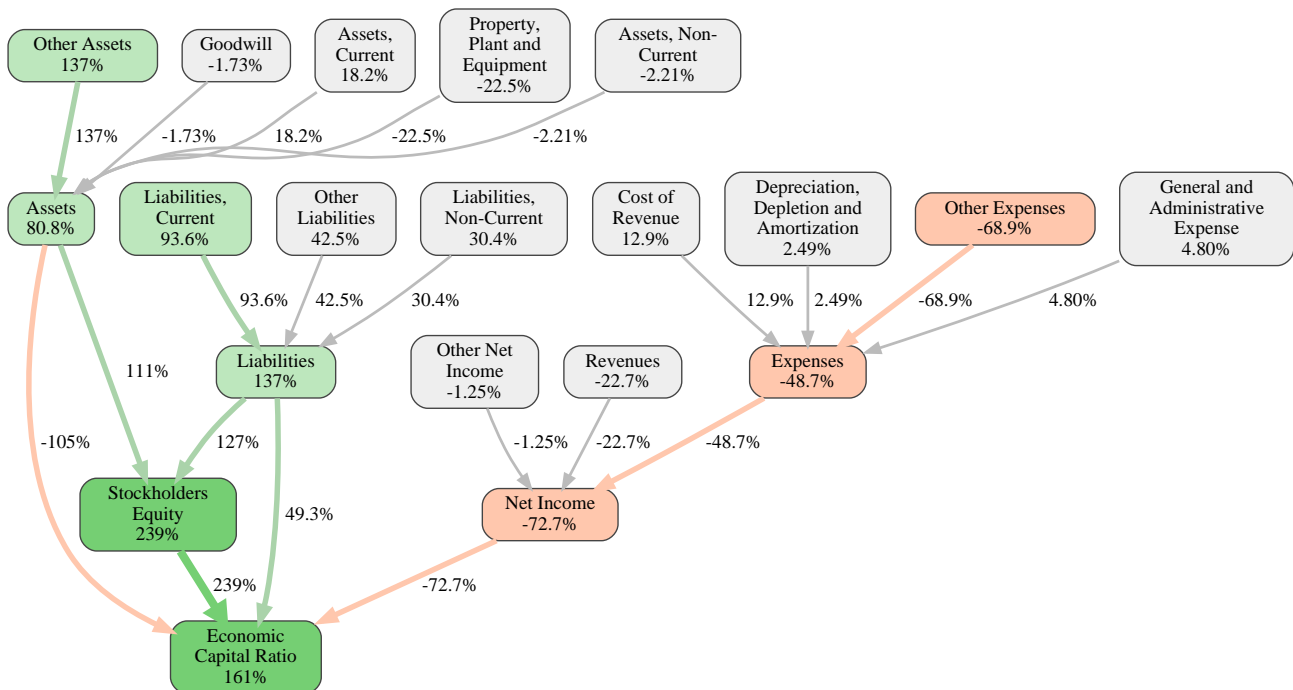 Other Assets
137%
Goodwill
-1.73%
Assets,
Current
18.2%
Property,
Plant and
Equipment
-22.5%
Assets, Non-
Current
-2.21%
137%
-1.73%
18.2%
-22.5%
-2.21%
Assets
80.8%
Liabilities,
Current
93.6%
Other
Liabilities
42.5%
Liabilities,
Non-Current
30.4%
Cost of
Revenue
12.9%
Depreciation,
Depletion and
Amortization
2.49%
Other Expenses
-68.9%
General and
Administrative
Expense
4.80%
93.6%
42.5%
30.4%
12.9%
2.49%
-68.9%
4.80%
111%
Liabilities
137%
Other Net
Income
-1.25%
Revenues
-22.7%
Expenses
-48.7%
-105%
127%
-1.25%
-22.7%
-48.7%
Stockholders
Equity
239%
49.3%
Net Income
-72.7%
239%
-72.7%
Economic
Capital Ratio
161%